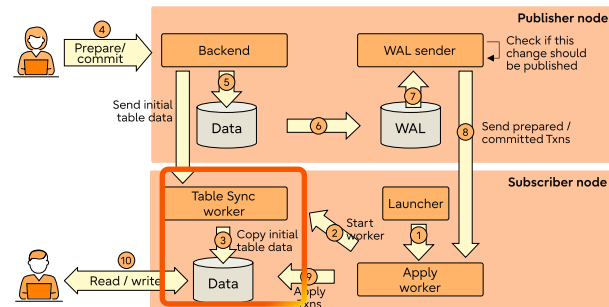 Publisher node
4
Prepare/
commit
Backend
WAL sender
Check if this
change should
be published
5
7
Send initial
table data
Data
6
WAL
8
Send prepared /
committed Txns
Subscriber node
Table Sync
worker
Launcher
3
Copy initial
table data
2
Start
worker
1
10
Read / write
Data
9
Apply
Txns
Apply
worker